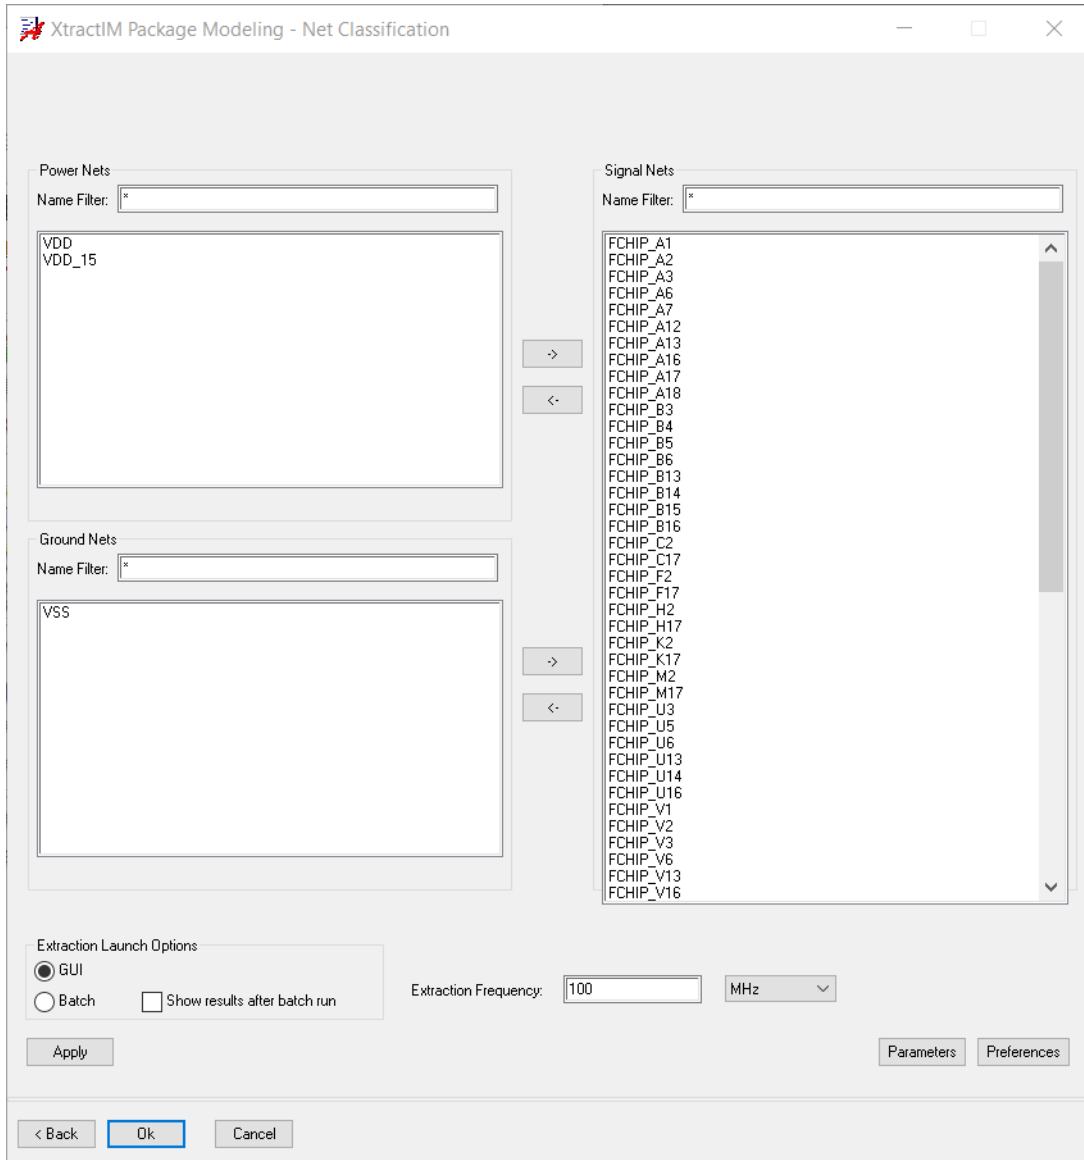 XtractIM Package Modeling - Net Classification
Power Nets
Name Filter: *
VDD
VDD_15
->
<-
Ground Nets
Name Filter: *
VSS
->
<-
Signal Nets
Name Filter: *
FCHIP_A1
FCHIP_A2
FCHIP_A3
FCHIP_A6
FCHIP_A7
FCHIP_A12
FCHIP_A13
FCHIP_A16
FCHIP_A17
FCHIP_A18
FCHIP_B3
FCHIP_B4
FCHIP_B5
FCHIP_B6
FCHIP_B13
FCHIP_B14
FCHIP_B15
FCHIP_B16
FCHIP_C2
FCHIP_C17
FCHIP_F2
FCHIP_F17
FCHIP_H2
FCHIP_H17
FCHIP_K2
FCHIP_K17
FCHIP_M2
FCHIP_M17
FCHIP_U3
FCHIP_U5
FCHIP_U6
FCHIP_U13
FCHIP_U14
FCHIP_U16
FCHIP_V1
FCHIP_V2
FCHIP_V3
FCHIP_V6
FCHIP_V13
FCHIP_V16
Extraction Launch Options
GUI
Batch Show results after batch run
Extraction Frequency: 100 MHz
Apply Parameters Preferences
< Back Ok Cancel